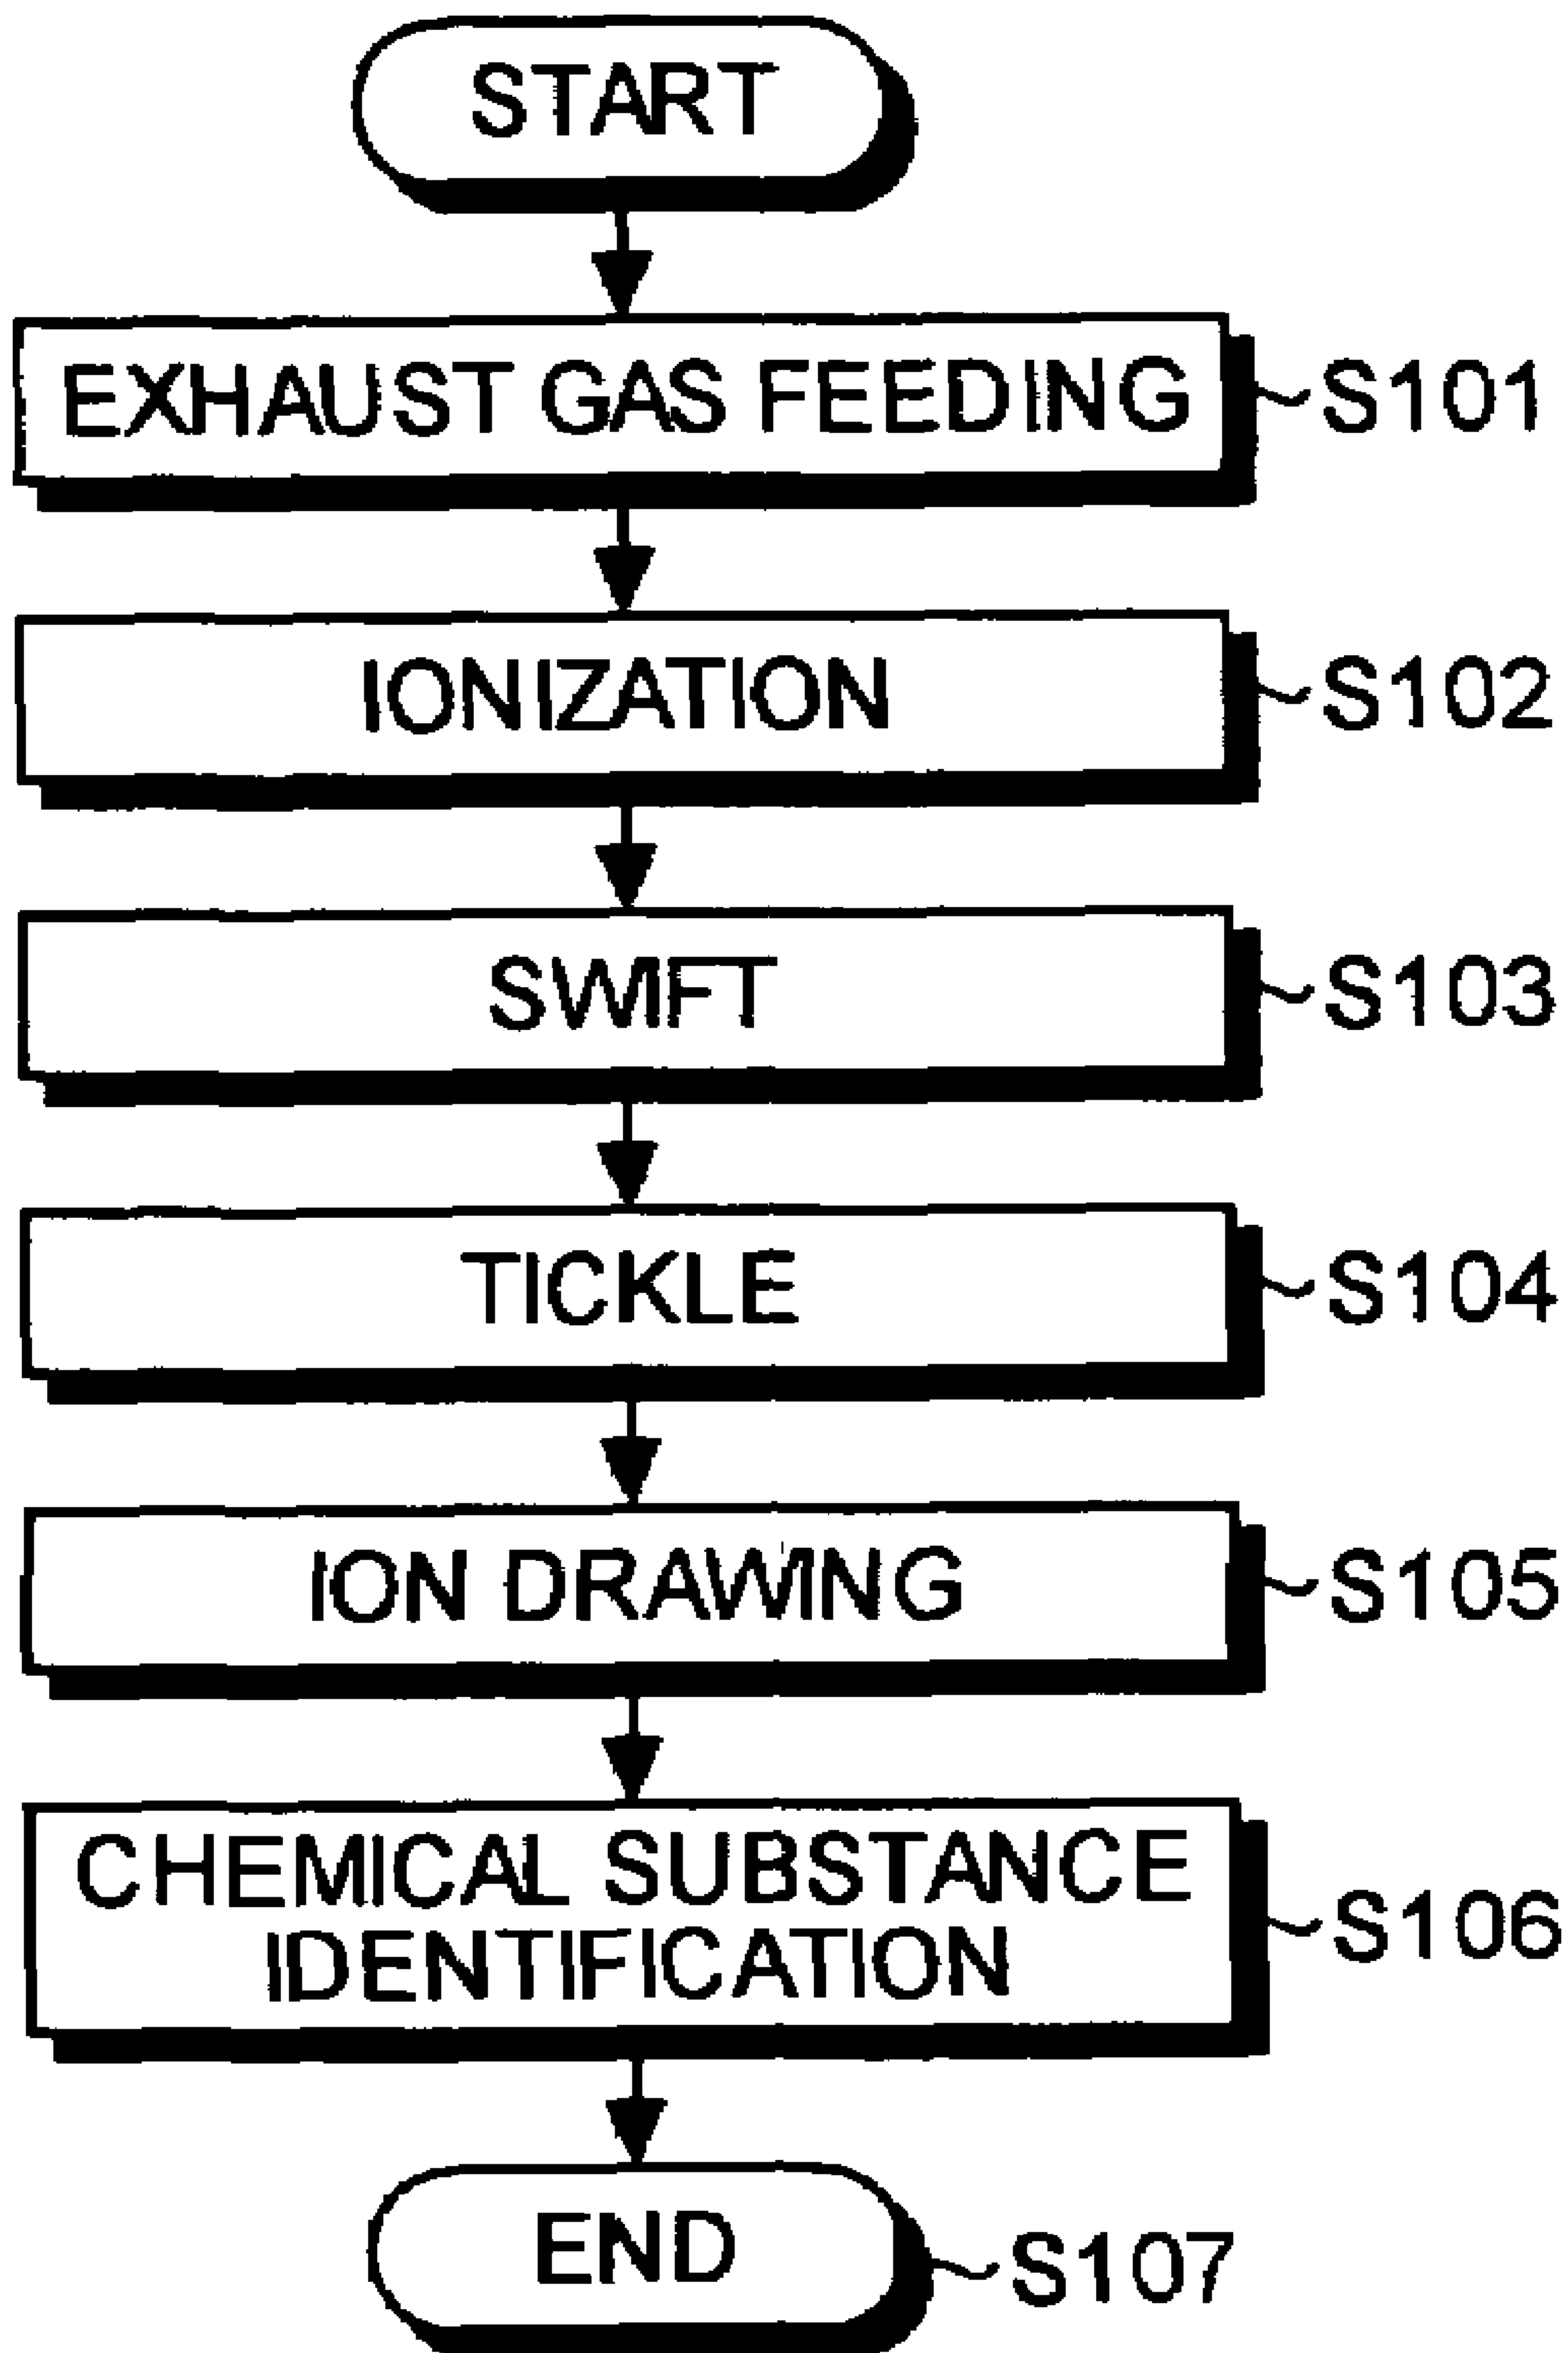 START
EXHAUST GAS FEEDING S101
IONIZATION S102
SWIFT S103
TICKLE S104
ION DRAWING S105
CHEMICAL SUBSTANCE
IDENTIFICATION S106
END S107